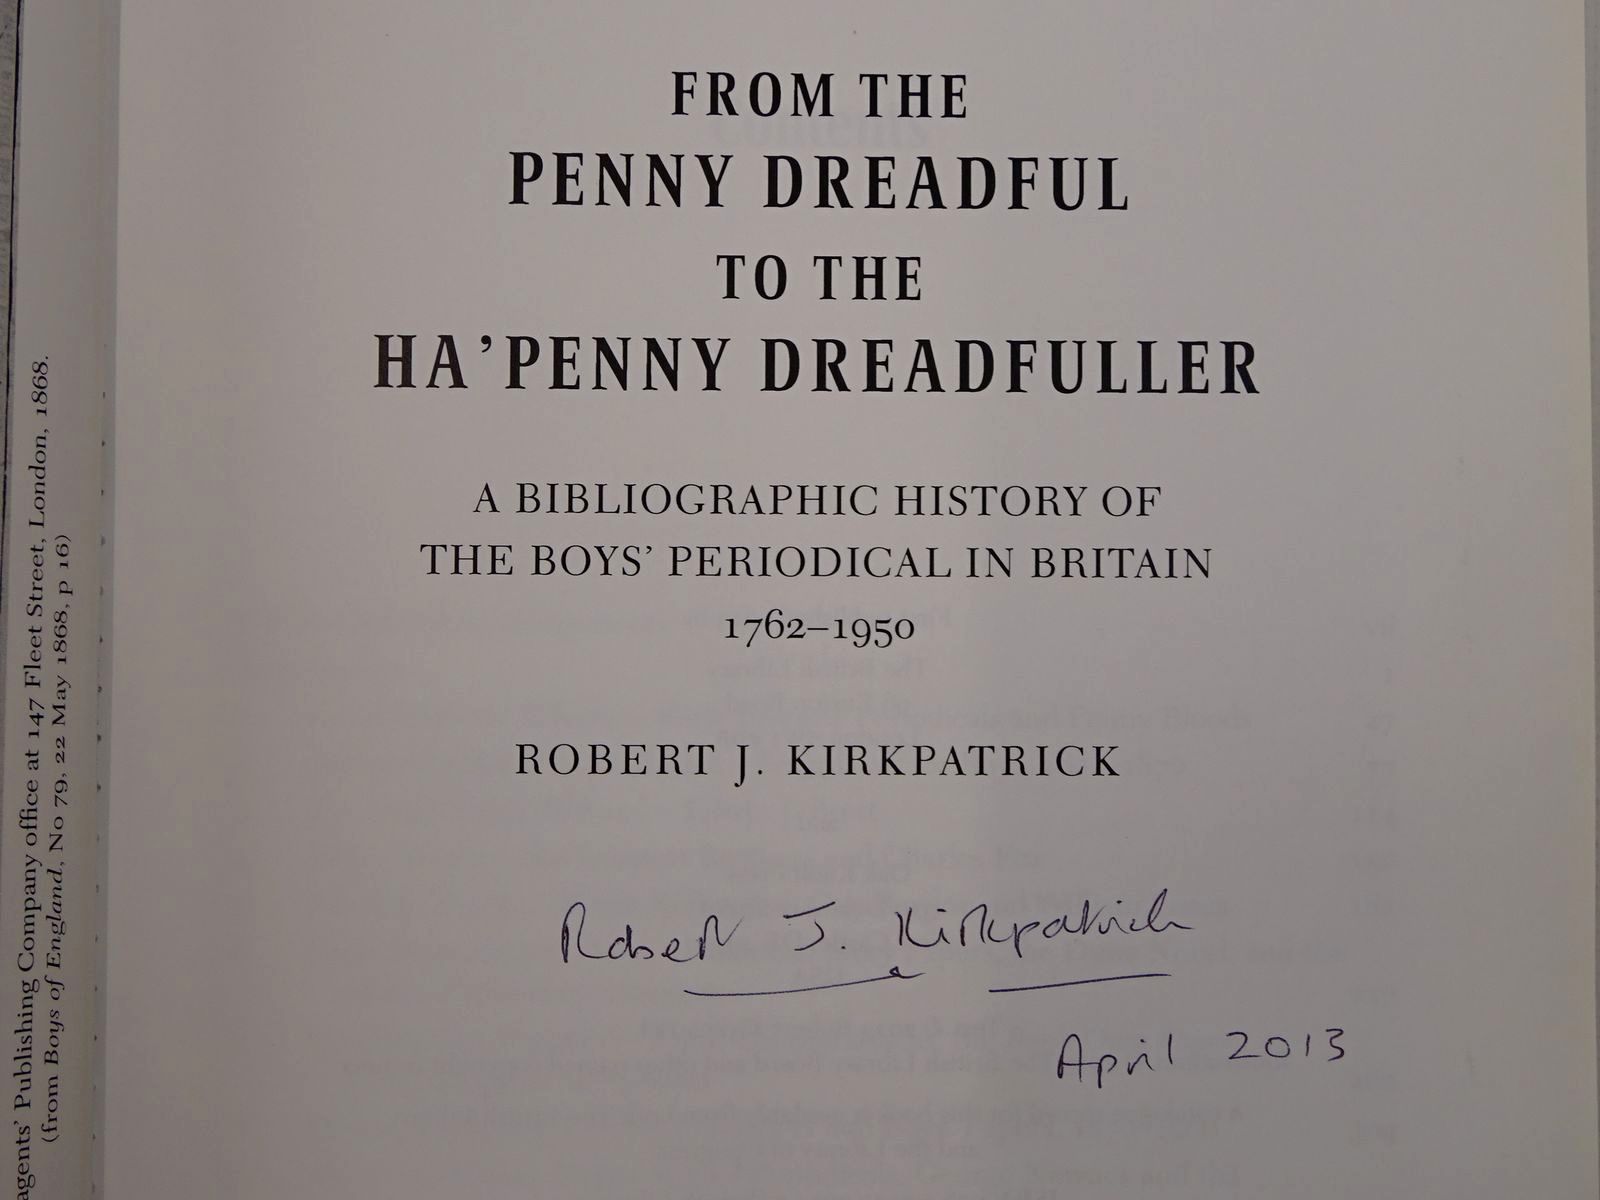 FROM THE
PENNY DREADFUL
TO THE
HA’PENNY DREADFULLER
A BIBLIOGRAPHIC HISTORY OF
THE BOYS’ PERIODICAL IN BRITAIN
1762–1950
ROBERT J. KIRKPATRICK
Robert J. Kirkpatrick
April 2013
agents’ Publishing Company office at 147 Fleet Street, London, 1868.
(from Boys of England, No 79, 22 May 1868, p 16)